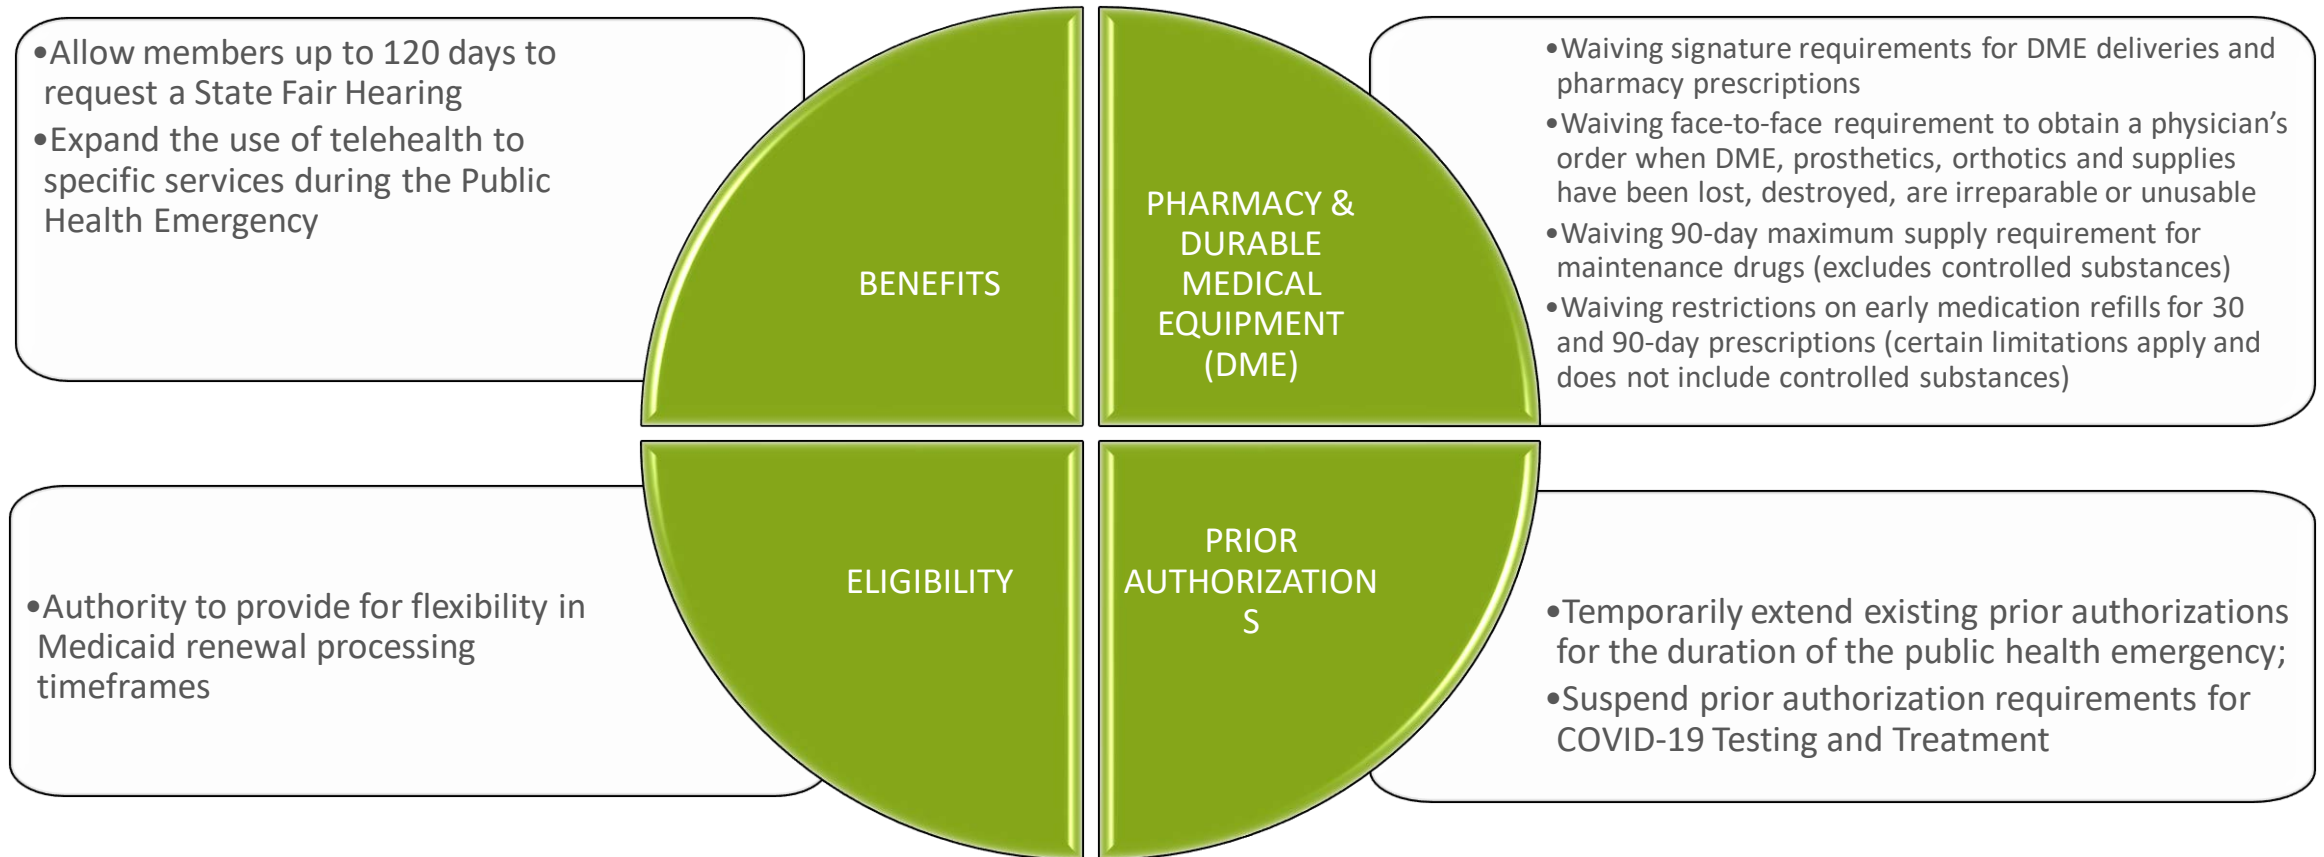 •Allow members up to 120 days to
request a State Fair Hearing
•Expand the use of telehealth to
specific services during the Public
Health Emergency
BENEFITS
PHARMACY &
DURABLE
MEDICAL
EQUIPMENT
(DME)
•Waiving signature requirements for DME deliveries and
pharmacy prescriptions
•Waiving face-to-face requirement to obtain a physician’s
order when DME, prosthetics, orthotics and supplies
have been lost, destroyed, are irreparable or unusable
•Waiving 90-day maximum supply requirement for
maintenance drugs (excludes controlled substances)
•Waiving restrictions on early medication refills for 30
and 90-day prescriptions (certain limitations apply and
does not include controlled substances)
•Authority to provide for flexibility in
Medicaid renewal processing
timeframes
ELIGIBILITY
PRIOR
AUTHORIZATION
S
•Temporarily extend existing prior authorizations
for the duration of the public health emergency;
•Suspend prior authorization requirements for
COVID-19 Testing and Treatment